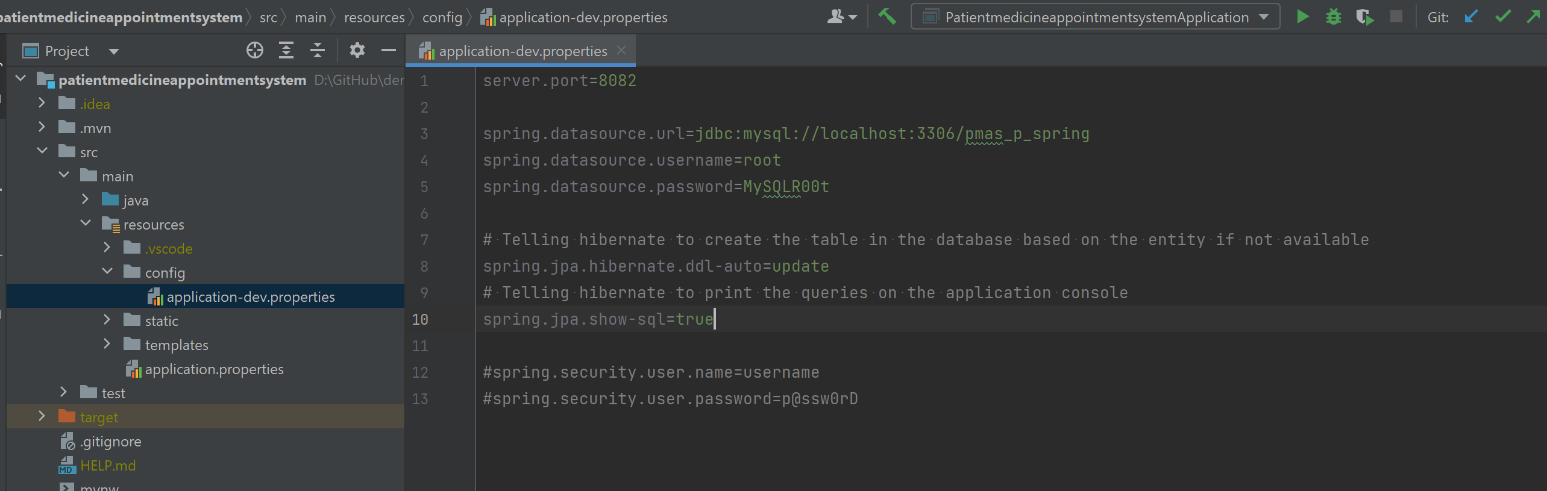 patientmedicineappointmentsystem src main resources config application-dev.properties
PatientmedicineappointmentsystemApplication
Git:
Project
application-dev.properties
patientmedicineappointmentsystem D:\GitHub\der
.idea
.mvn
src
main
java
resources
.vscode
config
application-dev.properties
static
templates
application.properties
test
target
.gitignore
HELP.md
mvnw
1 server.port=8082
2
3 spring.datasource.url=jdbc:mysql://localhost:3306/pmas_p_spring
4 spring.datasource.username=root
5 spring.datasource.password=MySQLR00t
6
7 # Telling hibernate to create the table in the database based on the entity if not available
8 spring.jpa.hibernate.ddl-auto=update
9 # Telling hibernate to print the queries on the application console
10 spring.jpa.show-sql=true
11
12 #spring.security.user.name=username
13 #spring.security.user.password=p@ssw0rD